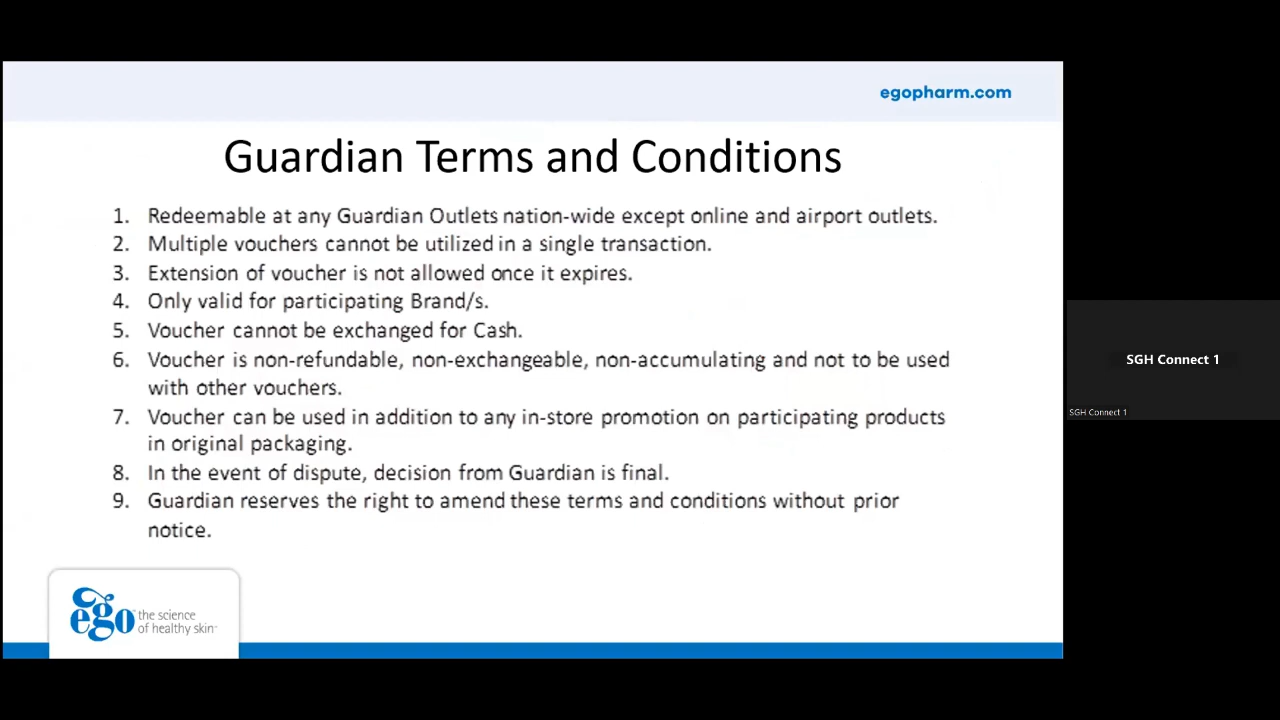 egopharm.com
Guardian Terms and Conditions
1. Redeemable at any Guardian Outlets nation-wide except online and airport outlets.
2. Multiple vouchers cannot be utilized in a single transaction.
3. Extension of voucher is not allowed once it expires.
4. Only valid for participating Brand/s.
5. Voucher cannot be exchanged for Cash.
6. Voucher is non-refundable, non-exchangeable, non-accumulating and not to be used
with other vouchers.
7. Voucher can be used in addition to any in-store promotion on participating products
in original packaging.
8. In the event of dispute, decision from Guardian is final.
9. Guardian reserves the right to amend these terms and conditions without prior
notice.
ego the science
of healthy skin™
SGH Connect 1
SGH Connect 1